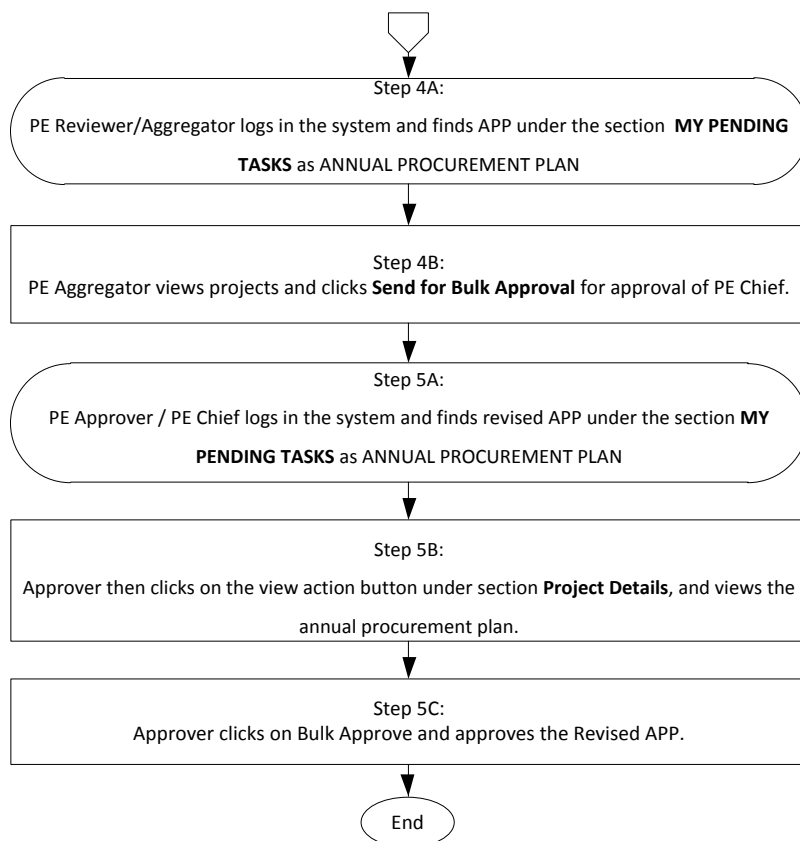 Step 4A:
PE Reviewer/Aggregator logs in the system and finds APP under the section MY PENDING
TASKS as ANNUAL PROCUREMENT PLAN
Step 4B:
PE Aggregator views projects and clicks Send for Bulk Approval for approval of PE Chief.
Step 5A:
PE Approver / PE Chief logs in the system and finds revised APP under the section MY
PENDING TASKS as ANNUAL PROCUREMENT PLAN
Step 5B:
Approver then clicks on the view action button under section Project Details, and views the
annual procurement plan.
Step 5C:
Approver clicks on Bulk Approve and approves the Revised APP.
End